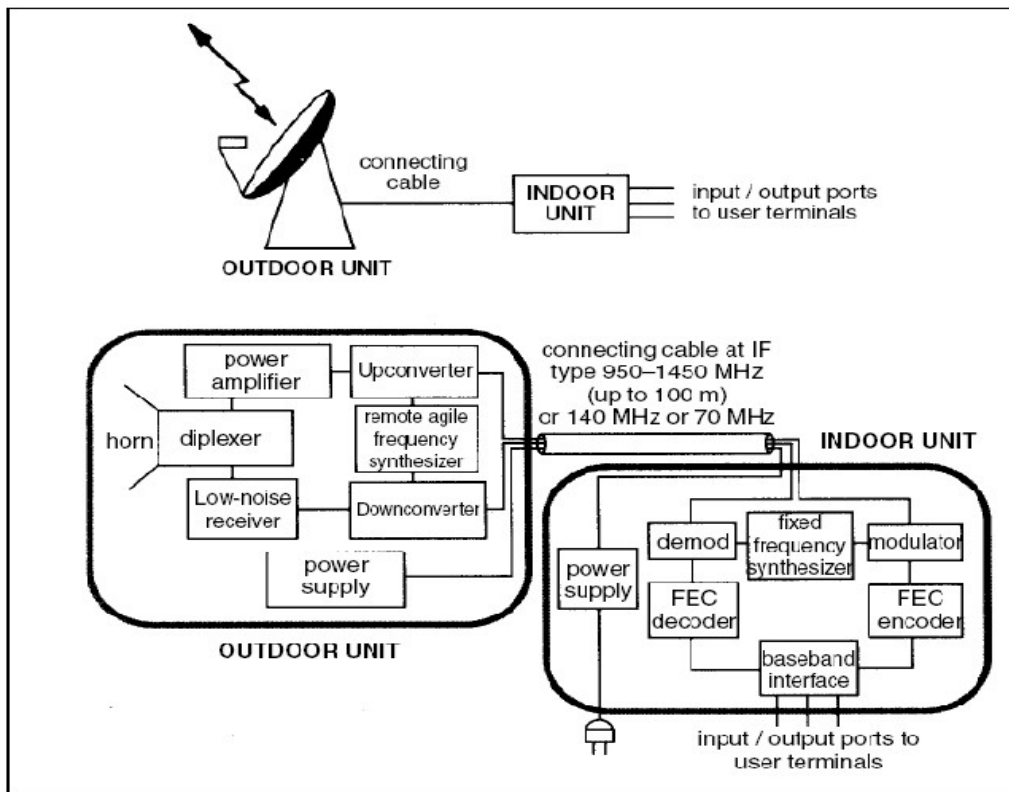 connecting
cable
INDOOR
UNIT
input / output ports
to user terminals
OUTDOOR UNIT
power
amplifier
Upconverter
horn
diplexer
remote agile
frequency
synthesizer
Low-noise
receiver
Downconverter
power
supply
OUTDOOR UNIT
connecting cable at IF
type 950–1450 MHz
(up to 100 m)
or 140 MHz or 70 MHz
INDOOR UNIT
power
supply
demod
fixed
frequency
synthesizer
modulator
FEC
decoder
FEC
encoder
baseband
interface
input / output ports to
user terminals